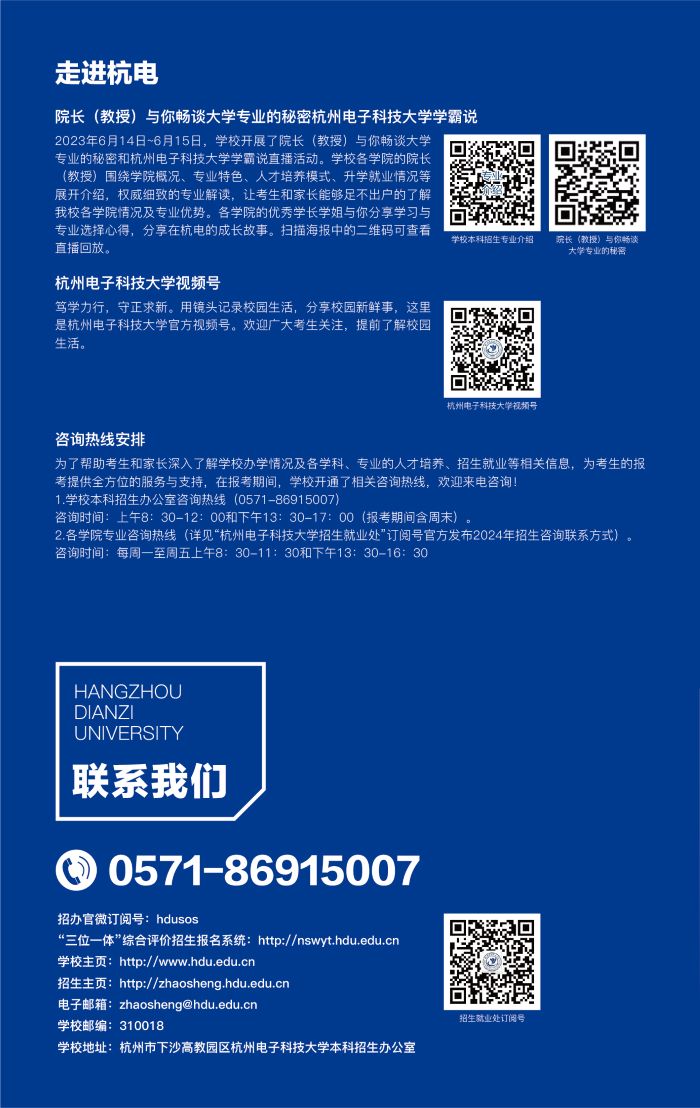 走进杭电
院长（教授）与你畅谈大学专业的秘密杭州电子科技大学学霸说
2023年6月14日~6月15日，学校开展了院长（教授）与你畅谈大学
专业的秘密和杭州电子科技大学学霸说直播活动。学校各学院的院长
（教授）围绕学院概况、专业特色、人才培养模式、升学就业情况等
展开介绍，权威细致的专业解读，让考生和家长能够足不出户的了解
我校各学院情况及专业优势。各学院的优秀学长学姐与你分享学习与
专业选择心得，分享在杭电的成长故事。扫描海报中的二维码可查看
直播回放。
专业
介绍
学校本科招生专业介绍
院长（教授）与你畅谈
大学专业的秘密
杭州电子科技大学视频号
笃学力行，守正求新。用镜头记录校园生活，分享校园新鲜事，这里
是杭州电子科技大学官方视频号。欢迎广大考生关注，提前了解校园
生活。
杭州电子科技大学视频号
咨询热线安排
为了帮助考生和家长深入了解学校办学情况及各学科、专业的人才培养、招生就业等相关信息，为考生的报
考提供全方位的服务与支持，在报考期间，学校开通了相关咨询热线，欢迎来电咨询！
1.学校本科招生办公室咨询热线（0571-86915007）
咨询时间：上午8：30-12：00和下午13：30-17：00（报考期间含周末）。
2.各学院专业咨询热线（详见“杭州电子科技大学招生就业处”订阅号官方发布2024年招生咨询联系方式）。
咨询时间：每周一至周五上午8：30-11：30和下午13：30-16：30
HANGZHOU
DIANZI
UNIVERSITY
联系我们
0571-86915007
招办官微订阅号：hdusos
“三位一体”综合评价招生报名系统：http://nswyt.hdu.edu.cn
学校主页：http://www.hdu.edu.cn
招生主页：http://zhaosheng.hdu.edu.cn
电子邮箱：zhaosheng@hdu.edu.cn
学校邮编：310018
学校地址：杭州市下沙高教园区杭州电子科技大学本科招生办公室
招生就业处订阅号